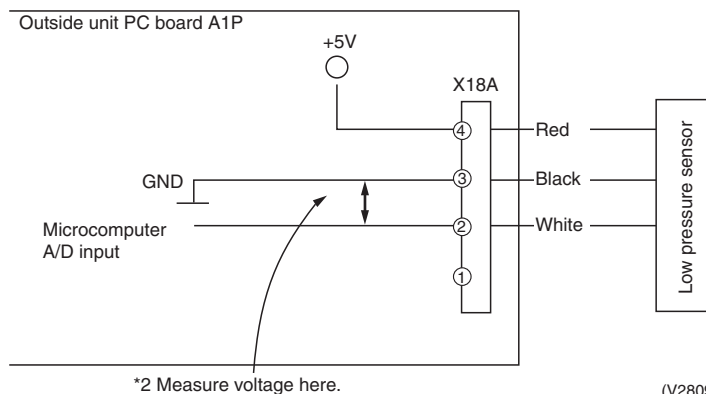 Outside unit PC board A1P
+5V
X18A
④
Red
GND
③
Black
Microcomputer
A/D input
②
White
①
Low pressure sensor
*2 Measure voltage here.
(V2809